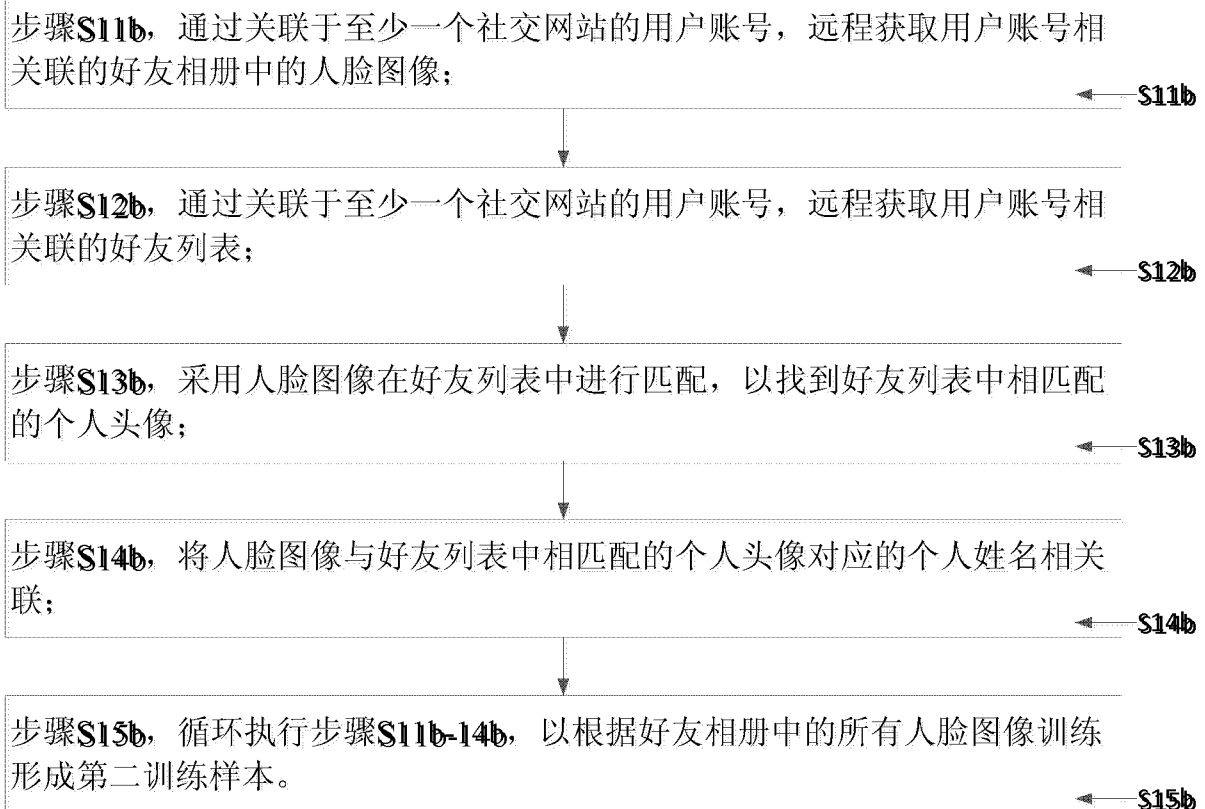 步骤S11b，通过关联于至少一个社交网站的用户账号，远程获取用户账号相
关联的好友相册中的人脸图像；
S11b
步骤S12b，通过关联于至少一个社交网站的用户账号，远程获取用户账号相
关联的好友列表；
S12b
步骤S13b，采用人脸图像在好友列表中进行匹配，以找到好友列表中相匹配
的个人头像；
S13b
步骤S14b，将人脸图像与好友列表中相匹配的个人头像对应的个人姓名相关
联；
S14b
步骤S15b，循环执行步骤S11b-14b，以根据好友相册中的所有人脸图像训练
形成第二训练样本。
S15b